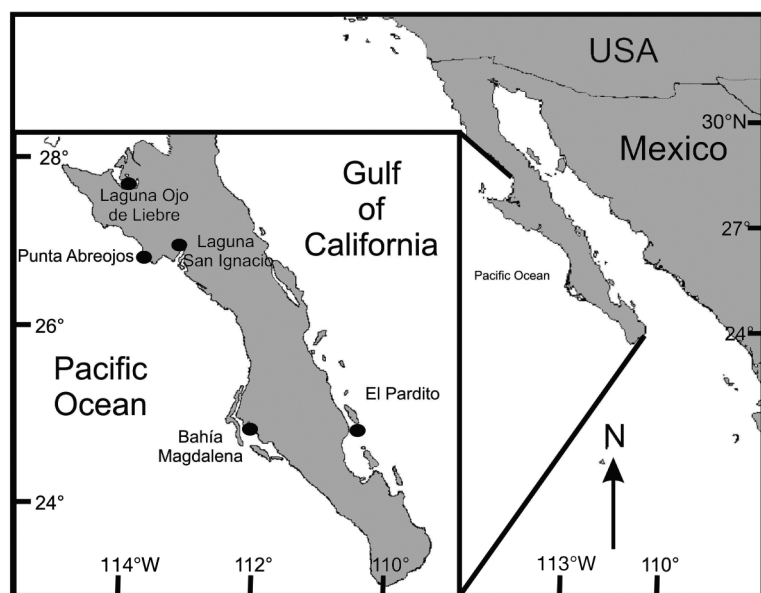 USA
30°N
Mexico
27°
Pacific Ocean
24°
N
113°W
110°
28°
Gulf
of
California
Laguna Ojo
de Liebre
Punta Abreojos
Laguna
San Ignacio
26°
Pacific
Ocean
El Pardito
Bahía
Magdalena
24°
114°W
112°
110°